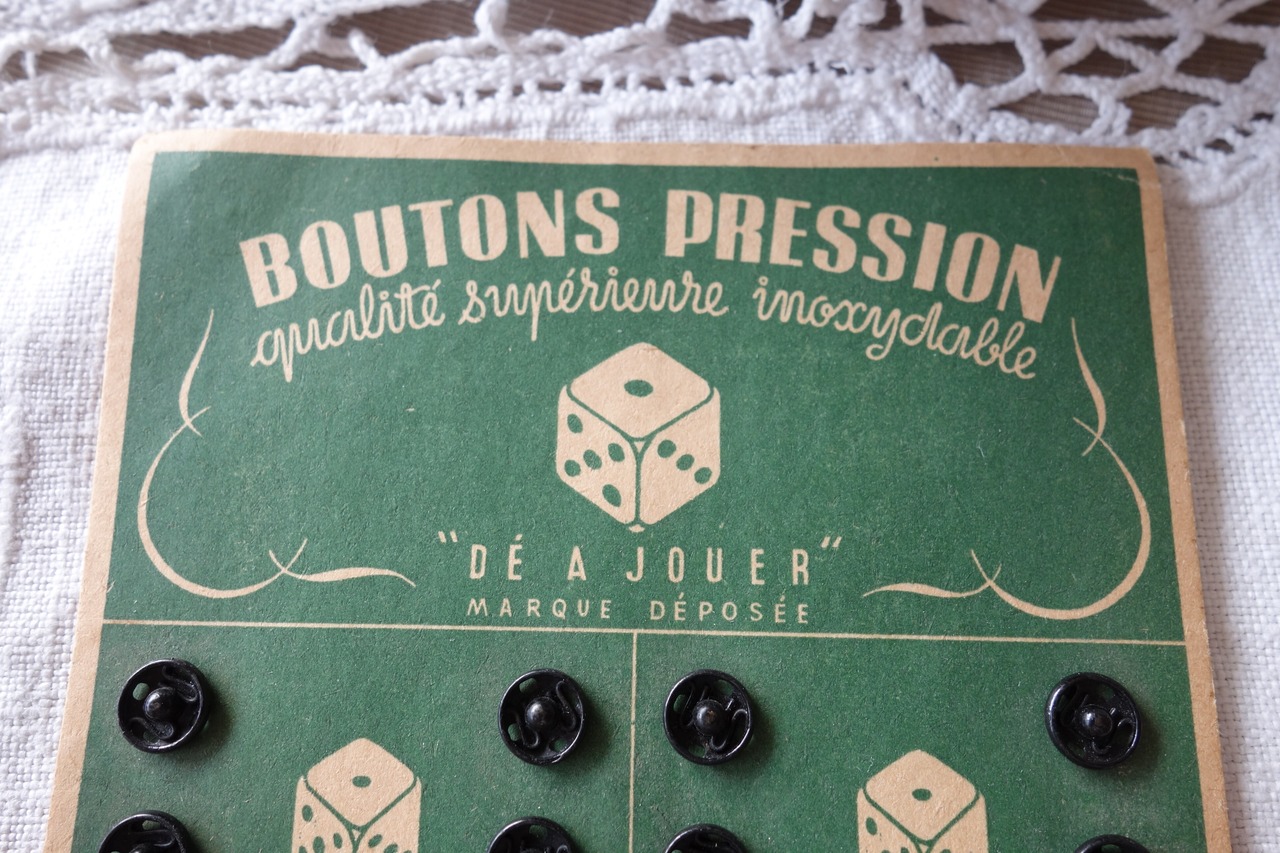 BOUTONS PRESSION
qualité supérieure inoxydable
"DÉ A JOUER"
MARQUE DÉPOSÉE